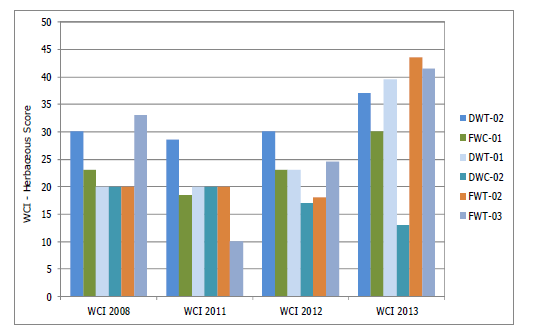 50
45
40
35
30
25
20
15
10
5
0
WCI - Herbaceous Score
WCI 2008 WCI 2011 WCI 2012 WCI 2013
DWT-02
FWC-01
DWT-01
DWC-02
FWT-02
FWT-03